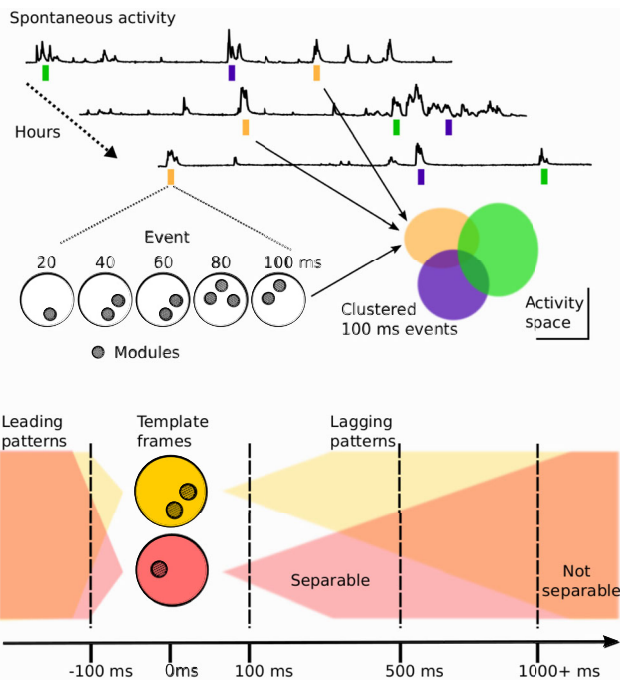 Spontaneous activity
Hours
Event
20 40 60 80 100 ms
Modules
Clustered
100 ms events
Activity
space
Leading
patterns
Template
frames
Lagging
patterns
Separable
Not
separable
-100 ms 0ms 100 ms 500 ms 1000+ ms